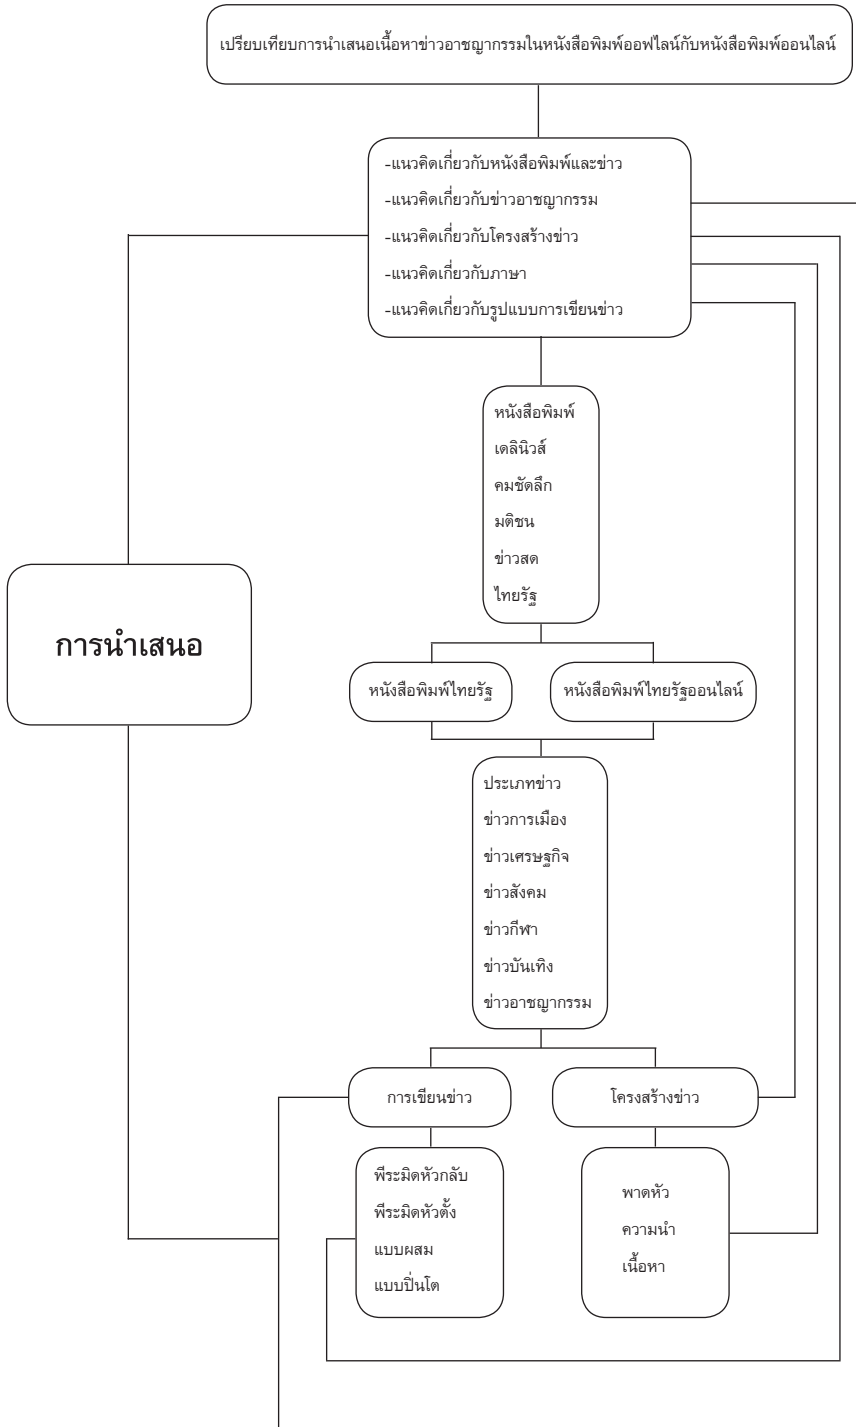 เปรียบเทียบการนำเสนอเนื้อหาข่าวอาชญากรรมในหนังสือพิมพ์ออฟไลน์กับหนังสือพิมพ์ออนไลน์
-แนวคิดเกี่ยวกับหนังสือพิมพ์และข่าว
-แนวคิดเกี่ยวกับข่าวอาชญากรรม
-แนวคิดเกี่ยวกับโครงสร้างข่าว
-แนวคิดเกี่ยวกับภาษา
-แนวคิดเกี่ยวกับรูปแบบการเขียนข่าว
หนังสือพิมพ์
เดลินิวส์
คมชัดลึก
มติชน
ข่าวสด
ไทยรัฐ
การนำเสนอ
หนังสือพิมพ์ไทยรัฐ
หนังสือพิมพ์ไทยรัฐออนไลน์
ประเภทข่าว
ข่าวการเมือง
ข่าวเศรษฐกิจ
ข่าวสังคม
ข่าวกีฬา
ข่าวบันเทิง
ข่าวอาชญากรรม
การเขียนข่าว
โครงสร้างข่าว
พีระมิดหัวกลับ
พีระมิดหัวตั้ง
แบบผสม
แบบปิ่นโต
พาดหัว
ความนำ
เนื้อหา